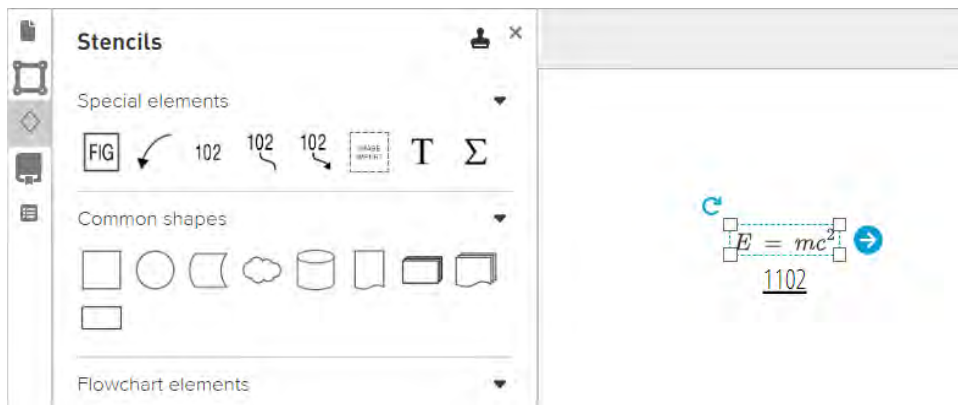 Stencils
Special elements
FIG 102 102 102 IMAGE IMPORT T Σ
Common shapes
Flowchart elements
E = mc²
1102